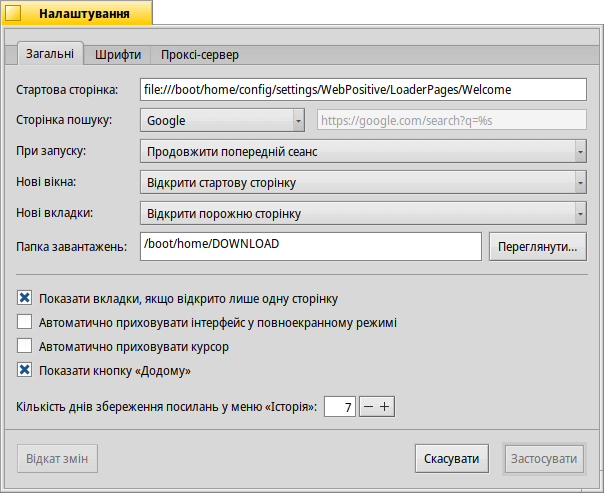 Налаштування
Загальні Шрифти Проксі-сервер
Стартова сторінка: file:///boot/home/config/settings/WebPositive/LoaderPages/Welcome
Сторінка пошуку: Google https://google.com/search?q=%s
При запуску: Продовжити попередній сеанс
Нові вікна: Відкрити стартову сторінку
Нові вкладки: Відкрити порожню сторінку
Папка завантажень: /boot/home/DOWNLOAD Переглянути...
Показати вкладки, якщо відкрито лише одну сторінку
Автоматично приховувати інтерфейс у повноекранному режимі
Автоматично приховувати курсор
Показати кнопку «Додому»
Кількість днів збереження посилань у меню «Історія»: 7 − +
Відкат змін Скасувати Застосувати